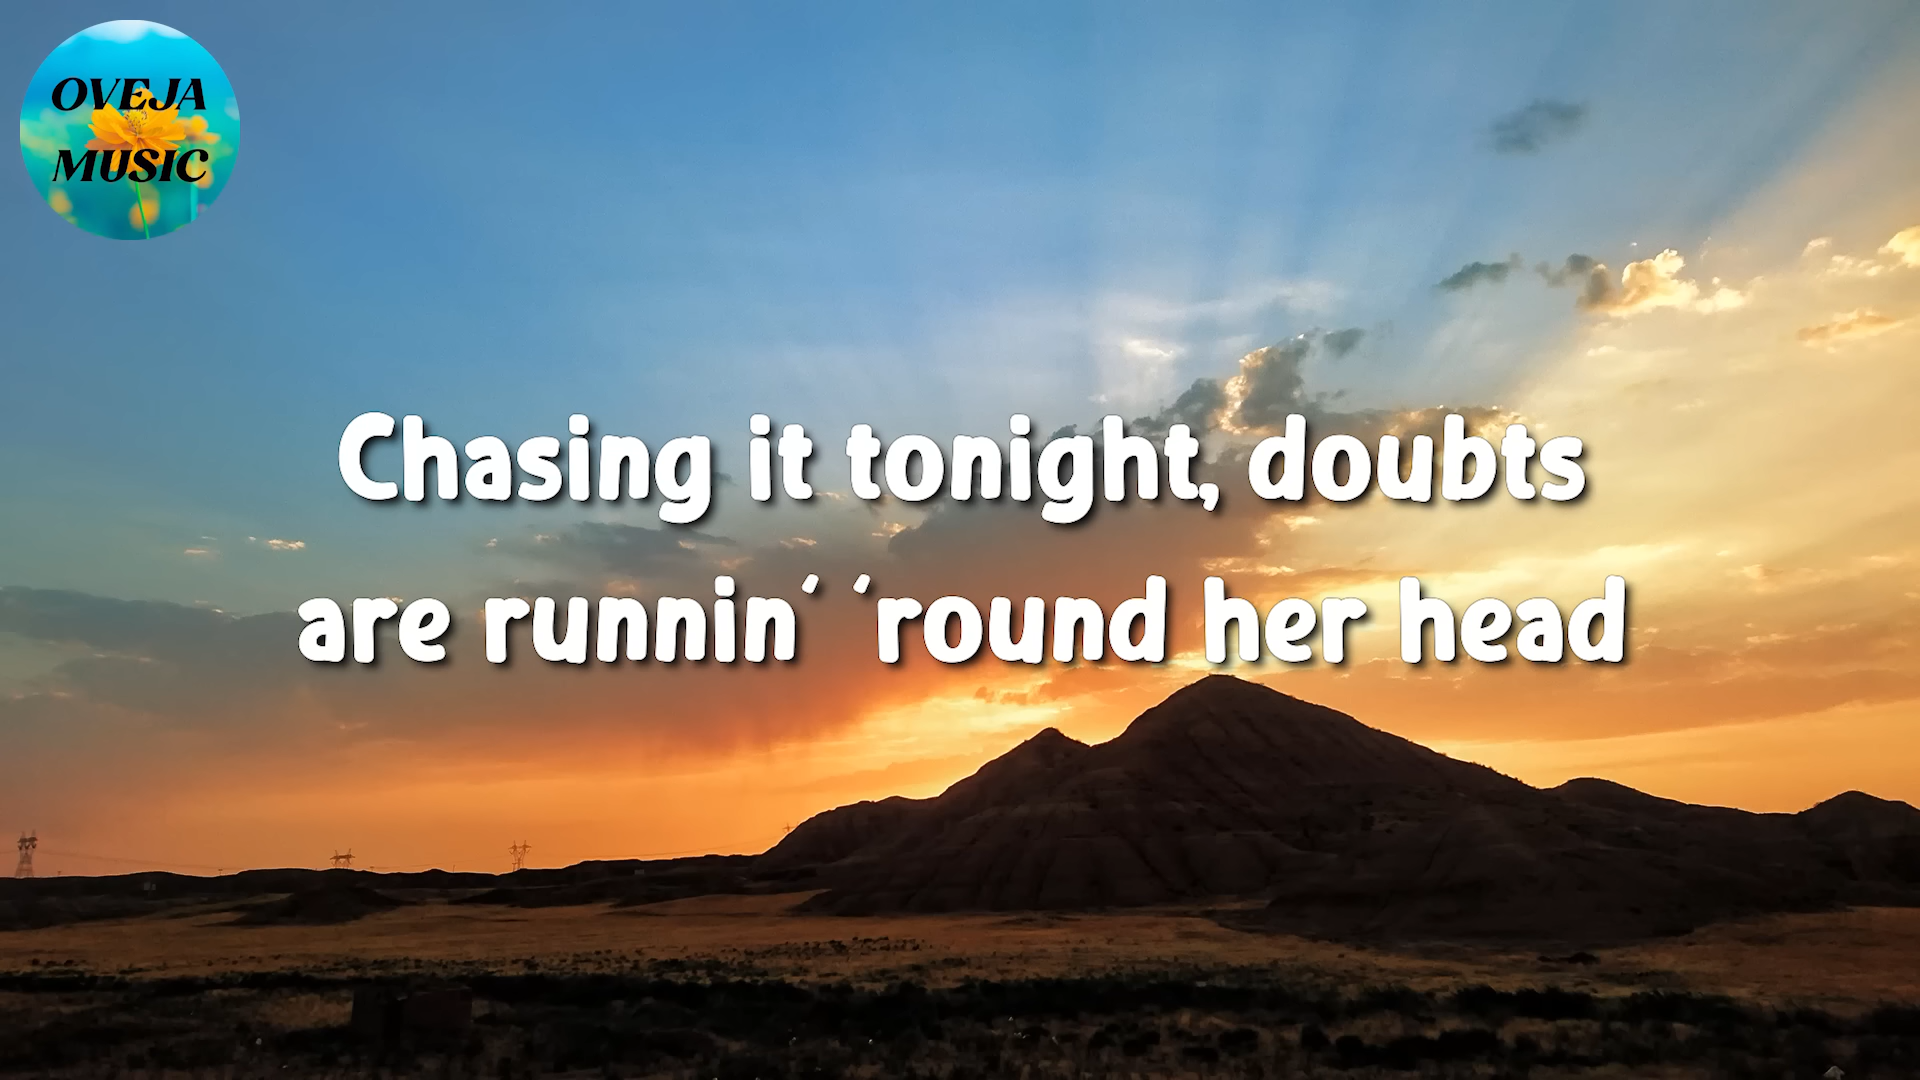 OVEJA
MUSIC
Chasing it tonight, doubts
are runnin' 'round her head